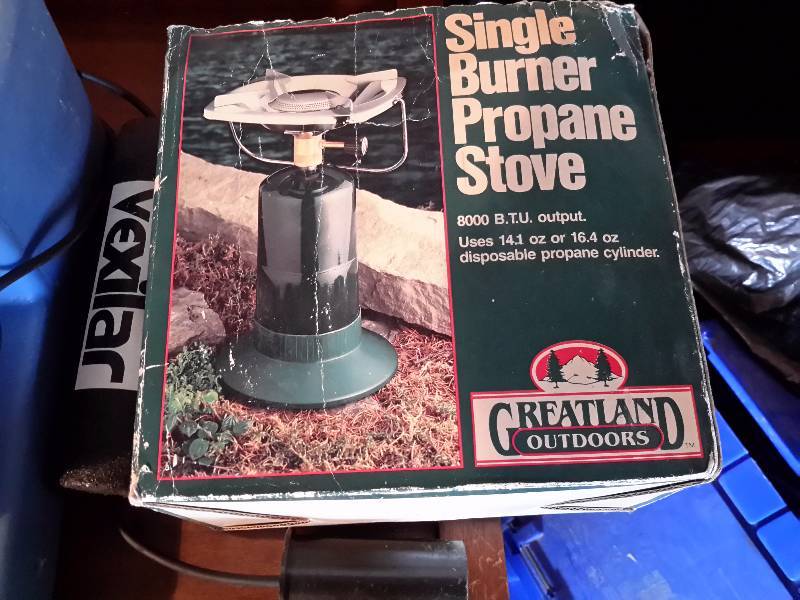 Single
Burner
Propane
Stove
8000 B.T.U. output.
Uses 14.1 oz or 16.4 oz
disposable propane cylinder.
GREATLAND
OUTDOORS
TM
vexilar